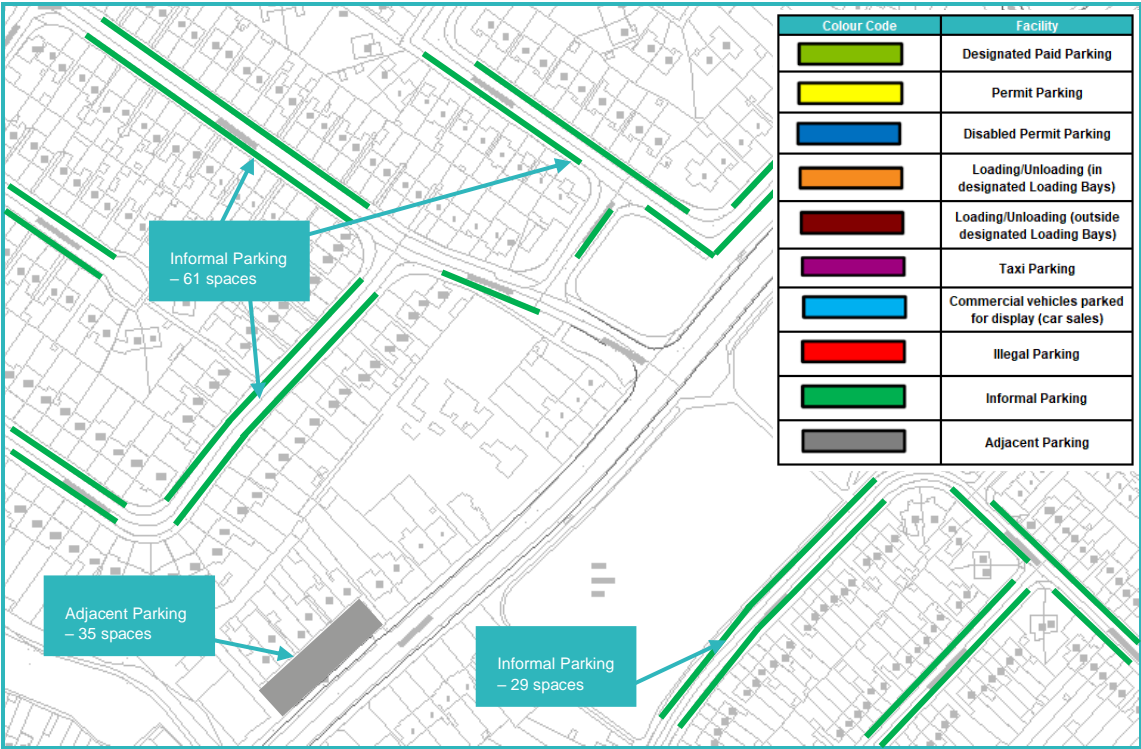 Colour Code Facility
Designated Paid Parking
Permit Parking
Disabled Permit Parking
Loading/Unloading (in
designated Loading Bays)
Loading/Unloading (outside
designated Loading Bays)
Taxi Parking
Commercial vehicles parked
for display (car sales)
Illegal Parking
Informal Parking
Adjacent Parking
Informal Parking
– 61 spaces
Adjacent Parking
– 35 spaces
Informal Parking
– 29 spaces